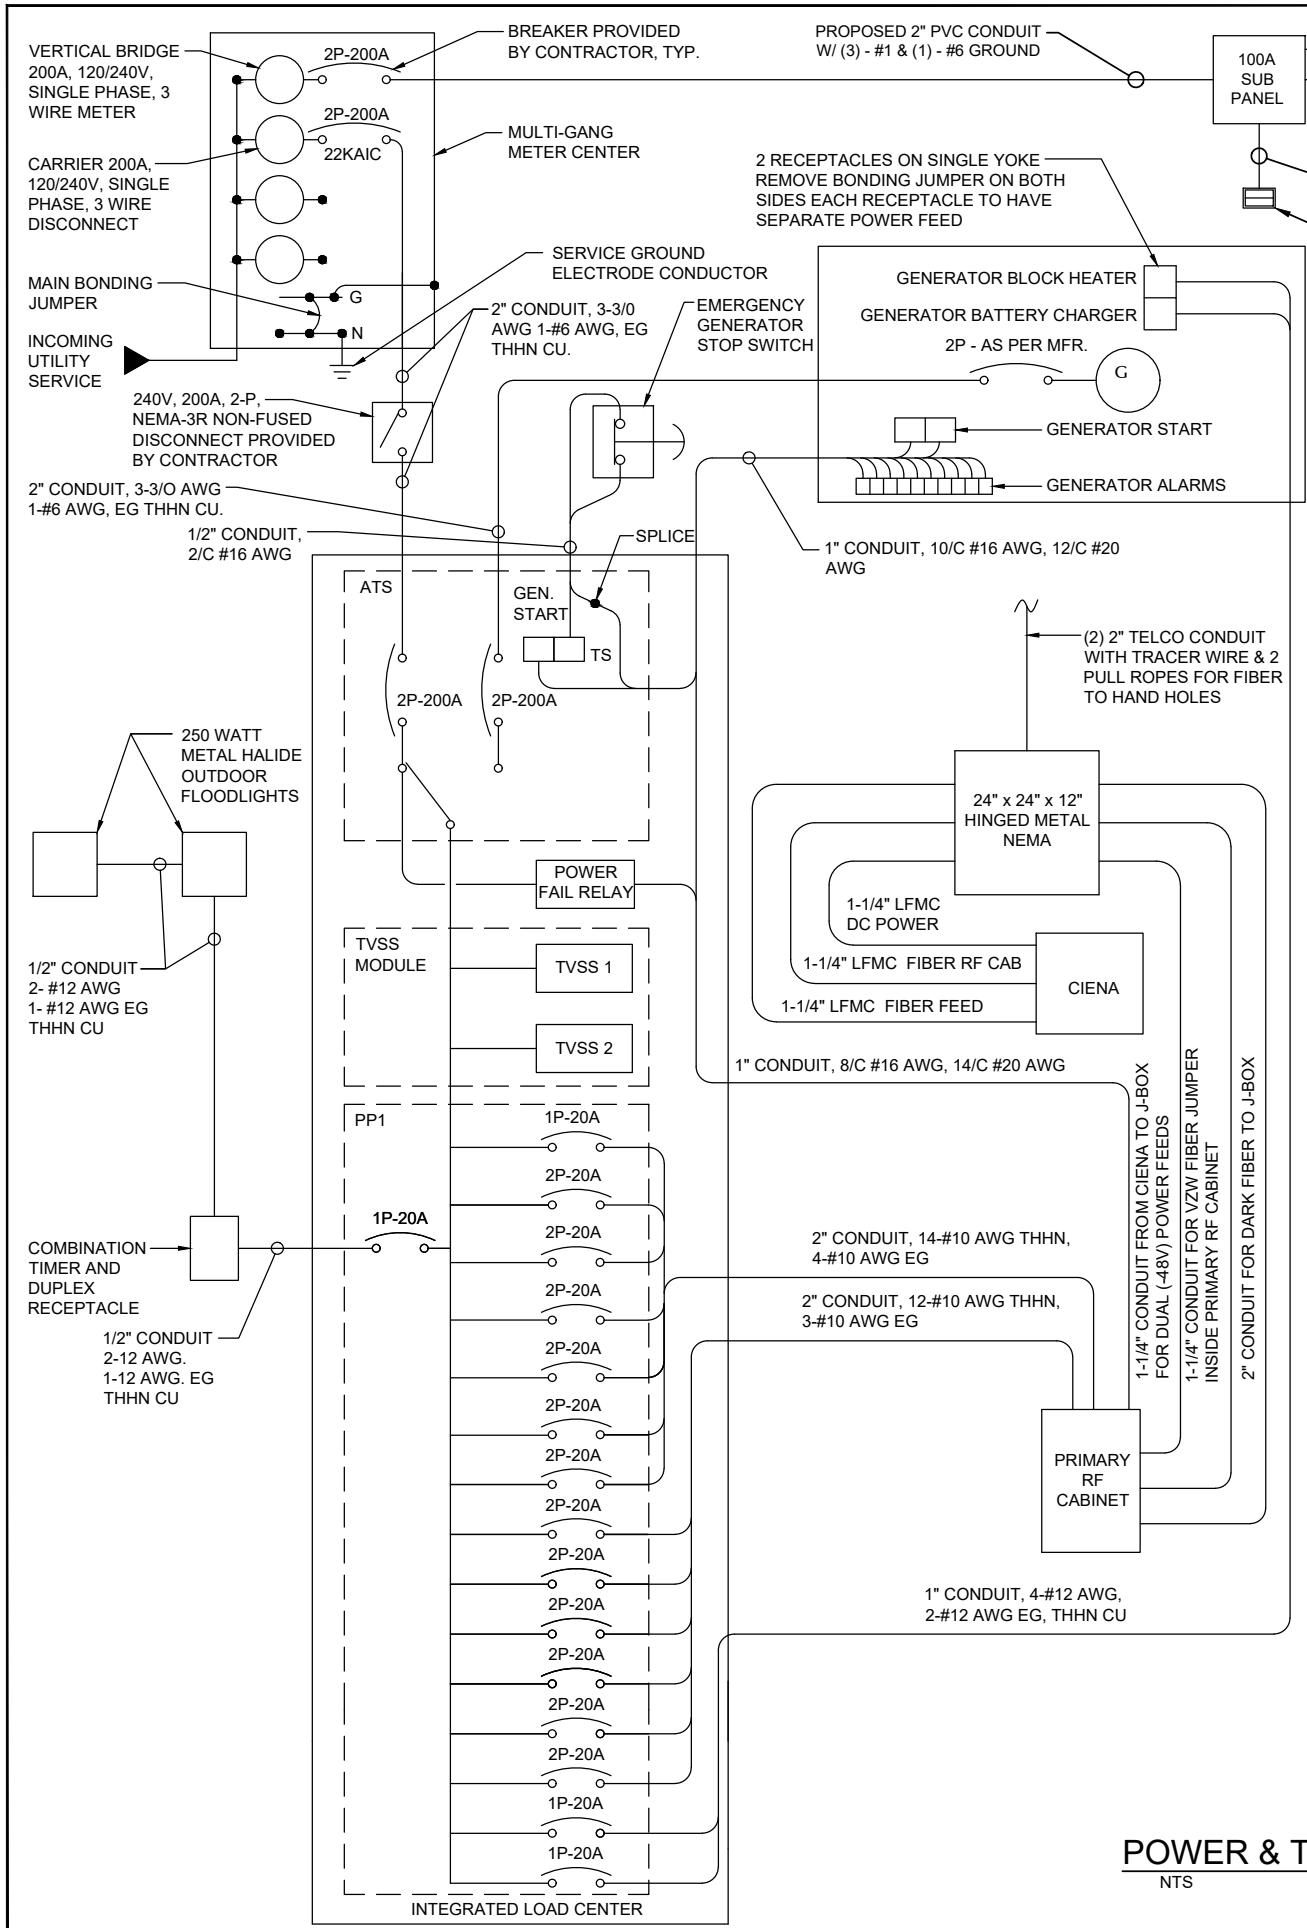 VERTICAL BRIDGE
200A, 120/240V,
SINGLE PHASE, 3
WIRE METER
2P-200A
BREAKER PROVIDED
BY CONTRACTOR, TYP.
PROPOSED 2" PVC CONDUIT
W/ (3) - #1 & (1) - #6 GROUND
100A
SUB
PANEL
2P-200A
22KAIC
MULTI-GANG
METER CENTER
CARRIER 200A,
120/240V, SINGLE
PHASE, 3 WIRE
DISCONNECT
2 RECEPTACLES ON SINGLE YOKE
REMOVE BONDING JUMPER ON BOTH
SIDES EACH RECEPTACLE TO HAVE
SEPARATE POWER FEED
SERVICE GROUND
ELECTRODE CONDUCTOR
MAIN BONDING
JUMPER
G
N
INCOMING
UTILITY
SERVICE
2" CONDUIT, 3-3/0
AWG 1-#6 AWG, EG
THHN CU.
EMERGENCY
GENERATOR
STOP SWITCH
GENERATOR BLOCK HEATER
GENERATOR BATTERY CHARGER
2P - AS PER MFR.
G
GENERATOR START
GENERATOR ALARMS
240V, 200A, 2-P,
NEMA-3R NON-FUSED
DISCONNECT PROVIDED
BY CONTRACTOR
2" CONDUIT, 3-3/O AWG
1-#6 AWG, EG THHN CU.
1/2" CONDUIT,
2/C #16 AWG
SPLICE
1" CONDUIT, 10/C #16 AWG, 12/C #20
AWG
ATS
GEN.
START
TS
2P-200A
2P-200A
(2) 2" TELCO CONDUIT
WITH TRACER WIRE & 2
PULL ROPES FOR FIBER
TO HAND HOLES
250 WATT
METAL HALIDE
OUTDOOR
FLOODLIGHTS
24" x 24" x 12"
HINGED METAL
NEMA
POWER
FAIL RELAY
1-1/4" LFMC
DC POWER
1-1/4" LFMC FIBER RF CAB
1-1/4" LFMC FIBER FEED
CIENA
TVSS
MODULE
TVSS 1
TVSS 2
1/2" CONDUIT
2- #12 AWG
1- #12 AWG EG
THHN CU
1" CONDUIT, 8/C #16 AWG, 14/C #20 AWG
1-1/4" CONDUIT FROM CIENA TO J-BOX
FOR DUAL (-48V) POWER FEEDS
1-1/4" CONDUIT FOR VZW FIBER JUMPER
INSIDE PRIMARY RF CABINET
2" CONDUIT FOR DARK FIBER TO J-BOX
PP1
1P-20A
2P-20A
1P-20A
2P-20A
2P-20A
2P-20A
2P-20A
2P-20A
2P-20A
2P-20A
2P-20A
2P-20A
2P-20A
2P-20A
1P-20A
1P-20A
COMBINATION
TIMER AND
DUPLEX
RECEPTACLE
1/2" CONDUIT
2-12 AWG.
1-12 AWG. EG
THHN CU
2" CONDUIT, 14-#10 AWG THHN,
4-#10 AWG EG
2" CONDUIT, 12-#10 AWG THHN,
3-#10 AWG EG
PRIMARY
RF
CABINET
1" CONDUIT, 4-#12 AWG,
2-#12 AWG EG, THHN CU
INTEGRATED LOAD CENTER
POWER & T
NTS